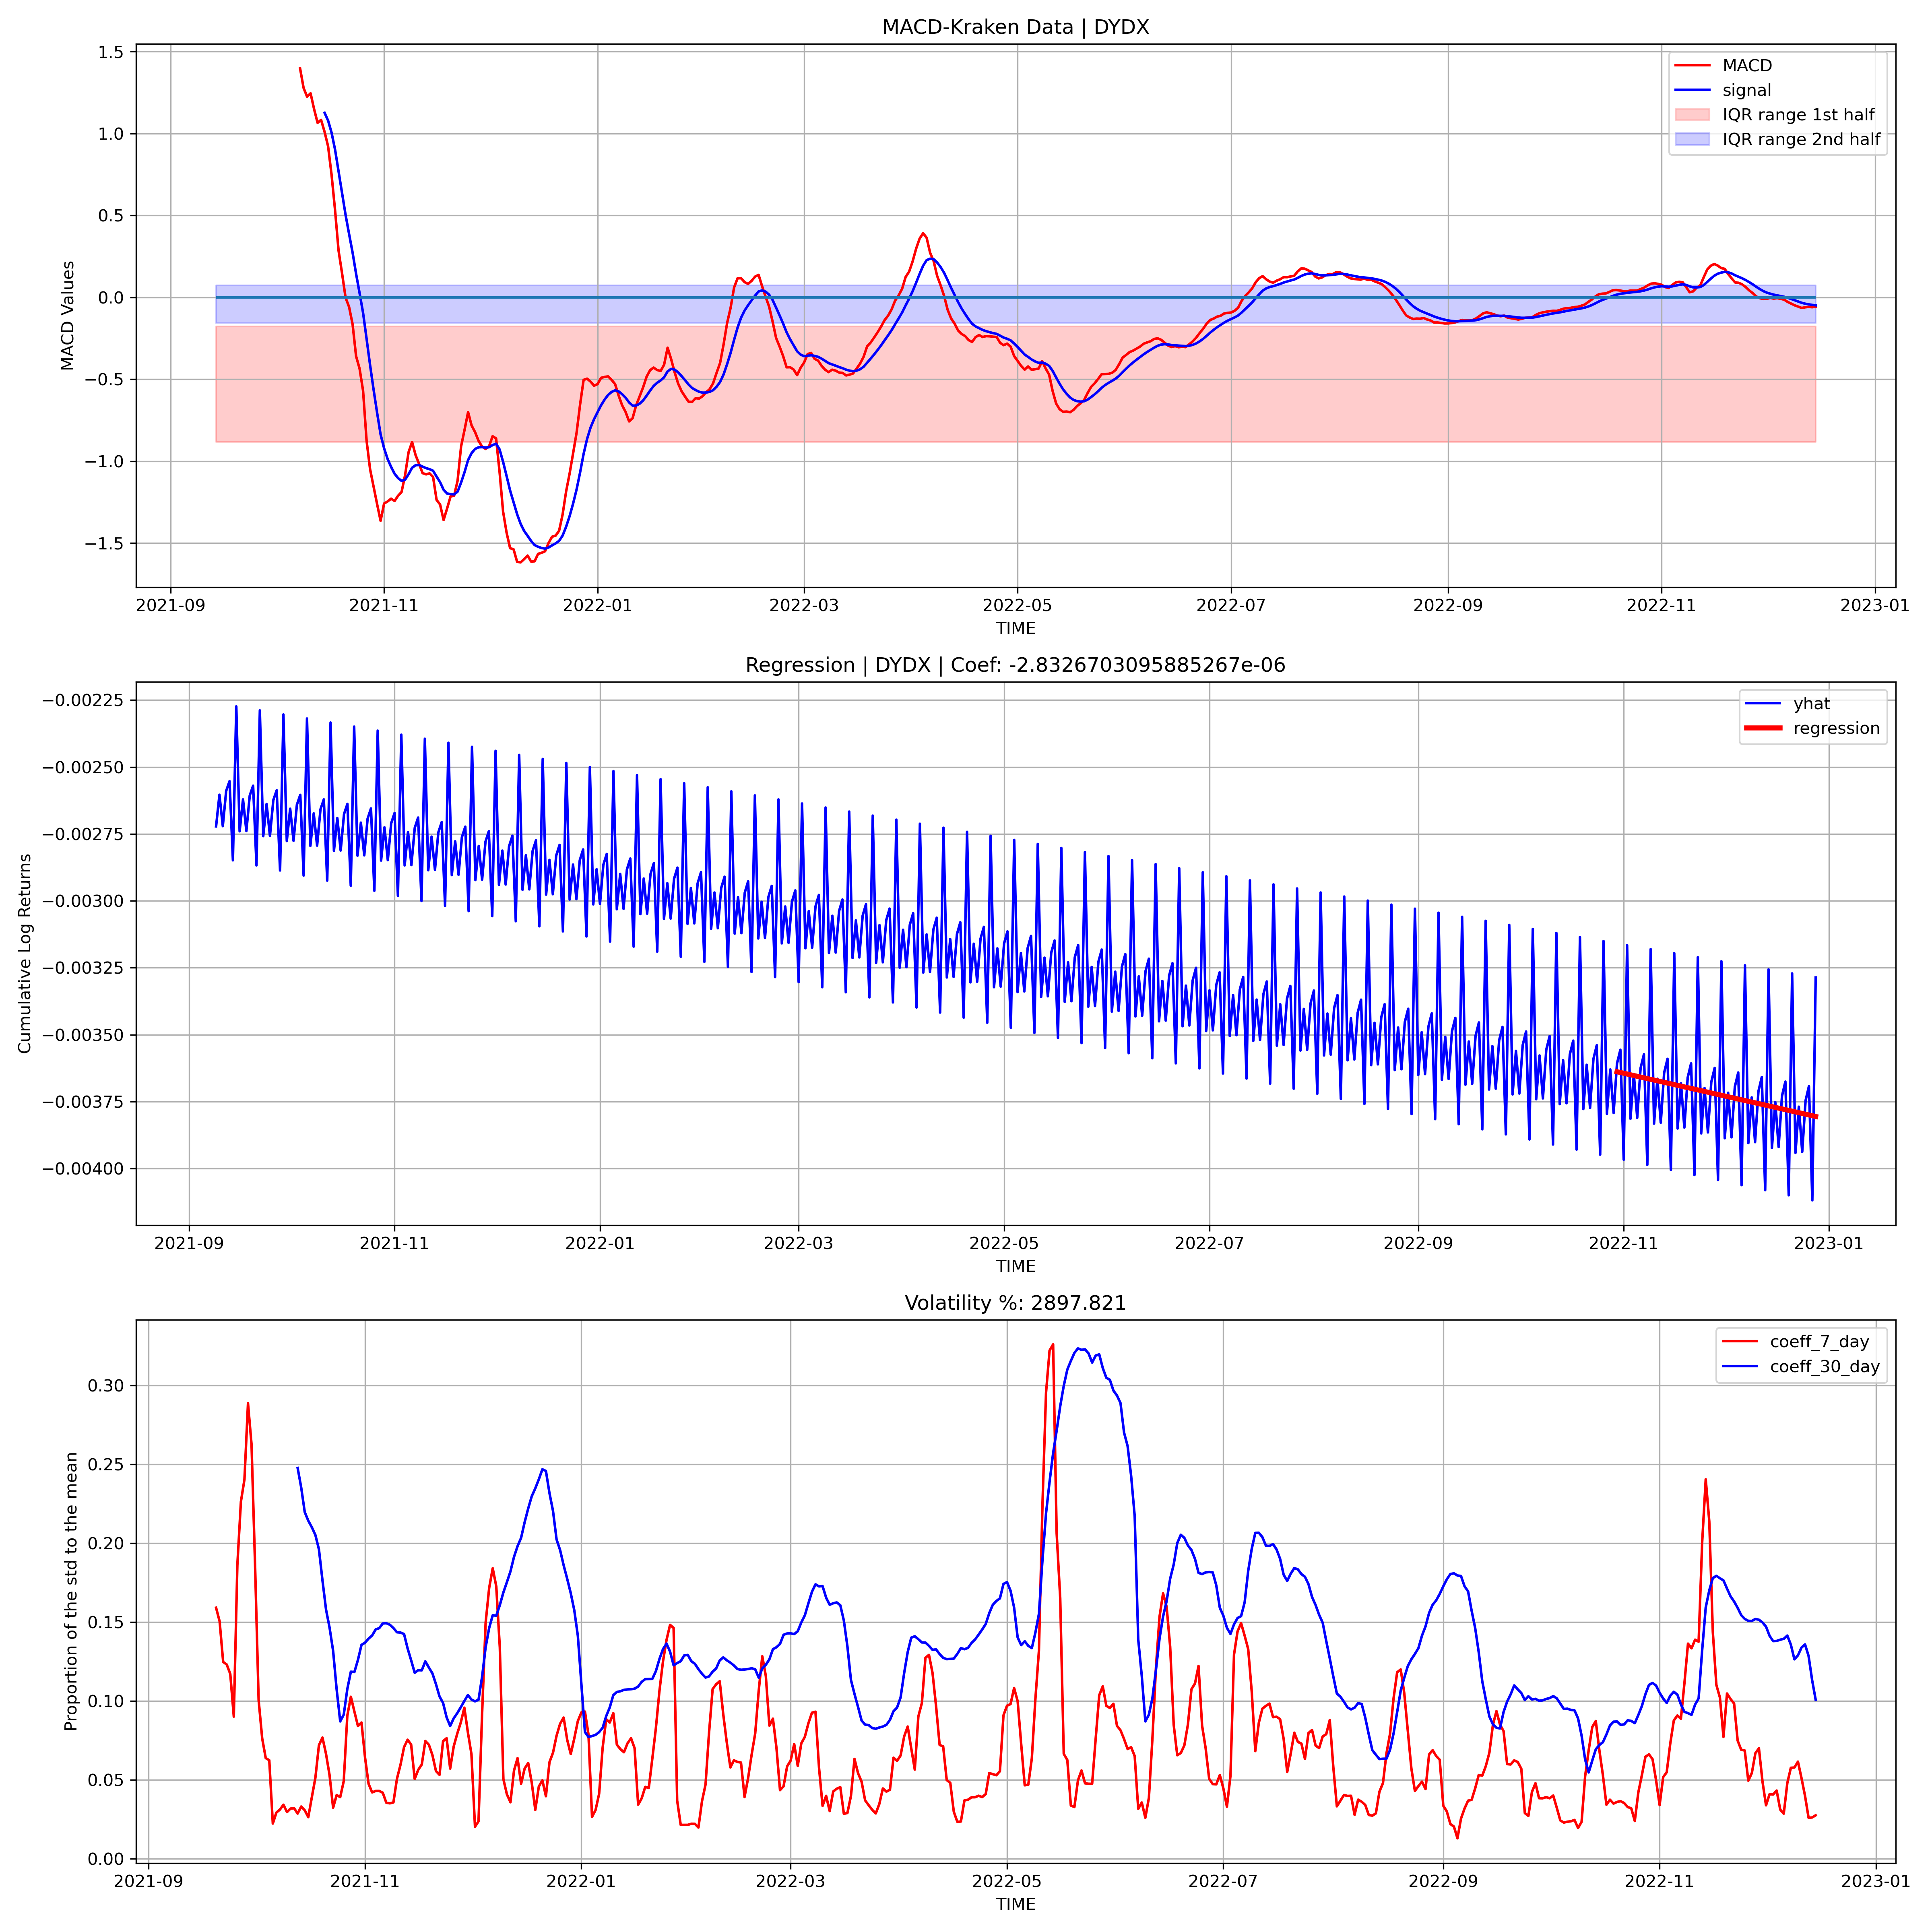 MACD-Kraken Data | DYDX
MACD Values
1.5
1.0
0.5
0.0
−0.5
−1.0
−1.5
MACD
signal
IQR range 1st half
IQR range 2nd half
2021-09 2021-11 2022-01 2022-03 2022-05 2022-07 2022-09 2022-11 2023-01
TIME
Regression | DYDX | Coef: -2.8326703095885267e-06
Cumulative Log Returns
−0.00225
−0.00250
−0.00275
−0.00300
−0.00325
−0.00350
−0.00375
−0.00400
yhat
regression
2021-09 2021-11 2022-01 2022-03 2022-05 2022-07 2022-09 2022-11 2023-01
TIME
Volatility %: 2897.821
Proportion of the std to the mean
0.30
0.25
0.20
0.15
0.10
0.05
0.00
coeff_7_day
coeff_30_day
2021-09 2021-11 2022-01 2022-03 2022-05 2022-07 2022-09 2022-11 2023-01
TIME